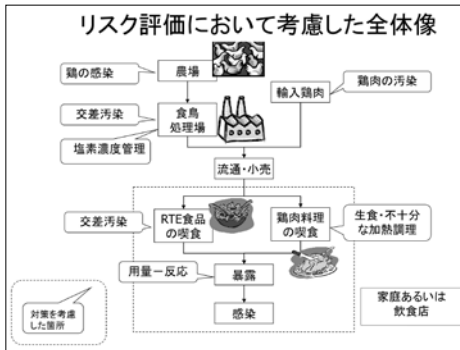 リスク評価において考慮した全体像
鶏の感染
農場
鶏肉の汚染
輸入鶏肉
交差汚染
食鳥
処理場
塩素濃度管理
流通・小売
交差汚染
RTE食品
の喫食
鶏肉料理
の喫食
生食・不十分
な加熱調理
用量ー反応
暴露
感染
対策を考慮
した箇所
家庭あるいは
飲食店